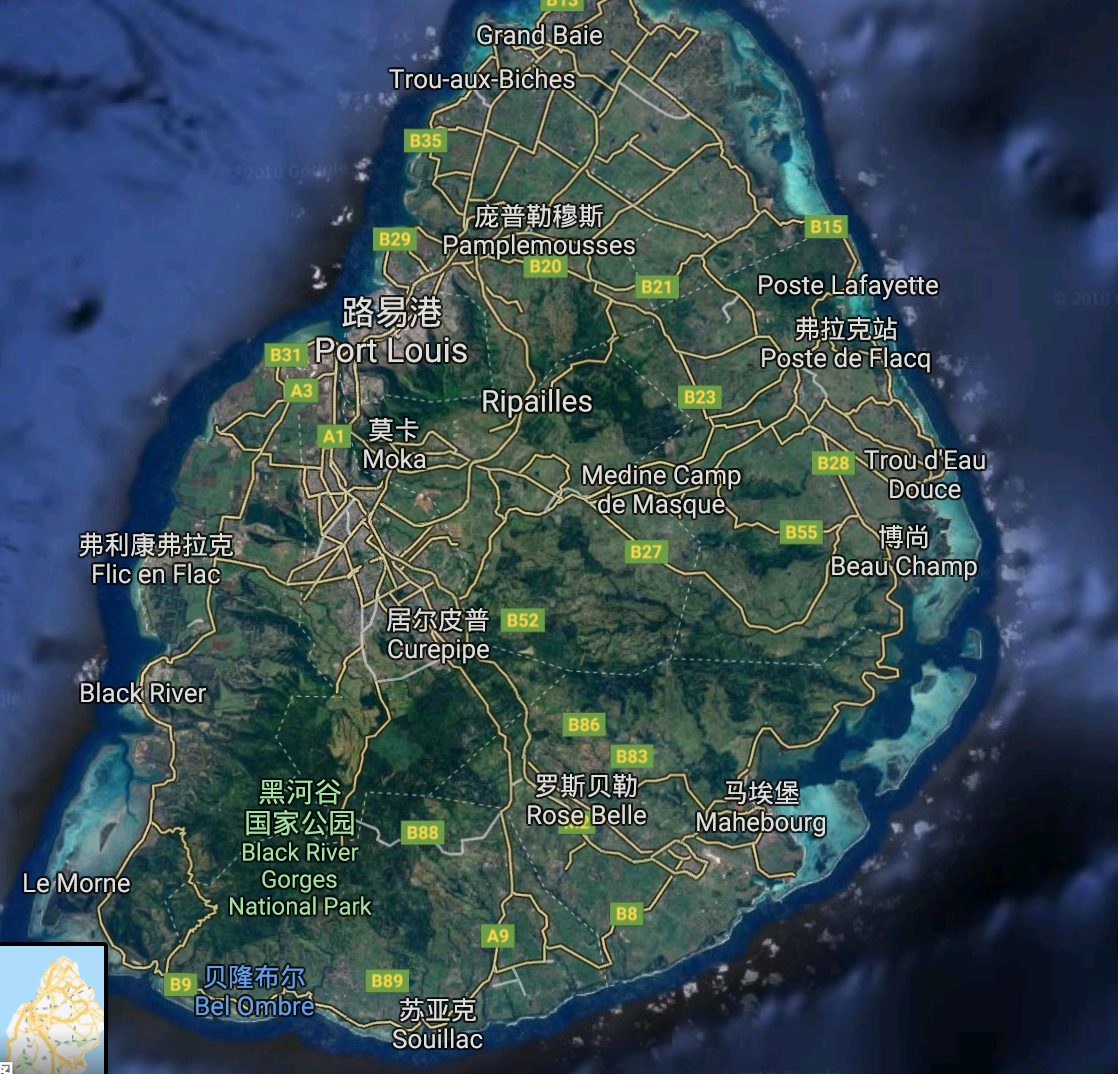 B13
Grand Baie
Trou-aux-Biches
B35
© 2018 Google
庞普勒穆斯
Pamplemousses
B15
B29
B20
B21
Poste Lafayette
© 2018
路易港
Port Louis
弗拉克站
Poste de Flacq
B31
A3
B23
Ripailles
A1
莫卡
Moka
B28
Trou d'Eau
Douce
Medine Camp
de Masque
B55
博尚
Beau Champ
弗利康弗拉克
Flic en Flac
B27
居尔皮普
Curepipe
B52
Black River
B86
B83
罗斯贝勒
Rose Belle
马埃堡
Mahebourg
黑河谷
国家公园
Black River
Gorges
National Park
B88
Le Morne
B8
A9
B9
贝隆布尔
Bel Ombre
B89
苏亚克
Souillac